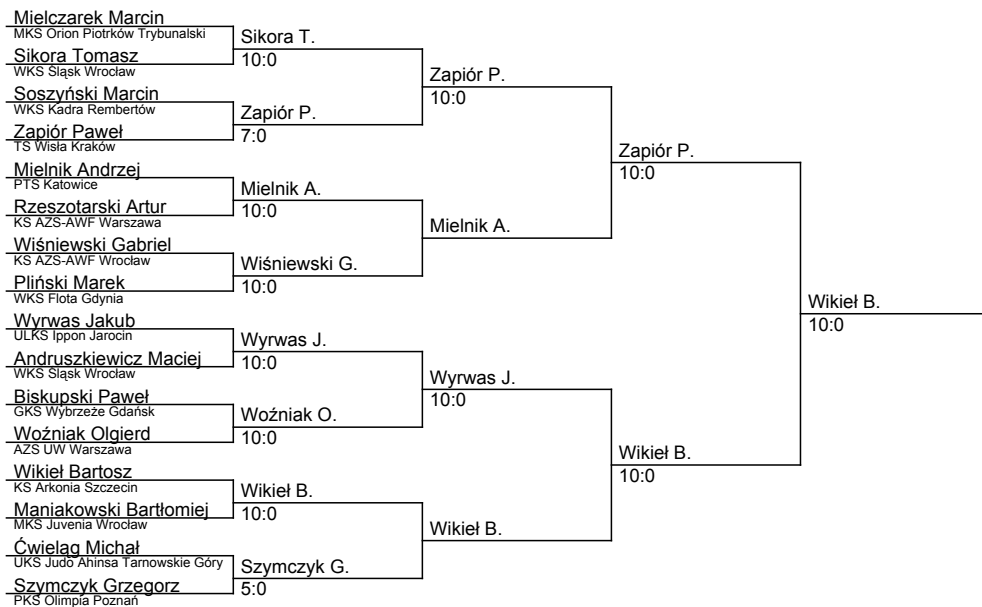 Mielczarek Marcin
MKS Orion Piotrków Trybunalski
Sikora Tomasz
WKS Śląsk Wrocław
Soszyński Marcin
WKS Kadra Rembertów
Zapiór Paweł
TS Wisła Kraków
Mielnik Andrzej
PTS Katowice
Rzeszotarski Artur
KS AZS-AWF Warszawa
Wiśniewski Gabriel
KS AZS-AWF Wrocław
Pliński Marek
WKS Flota Gdynia
Wyrwas Jakub
ULKS Ippon Jarocin
Andruszkiewicz Maciej
WKS Śląsk Wrocław
Biskupski Paweł
GKS Wybrzeże Gdańsk
Woźniak Olgierd
AZS UW Warszawa
Wikieł Bartosz
KS Arkonia Szczecin
Maniakowski Bartłomiej
MKS Juvenia Wrocław
Ćwieląg Michał
UKS Judo Ahinsa Tarnowskie Góry
Szymczyk Grzegorz
PKS Olimpia Poznań
Sikora T.
10:0
Zapiór P.
7:0
Mielnik A.
10:0
Wiśniewski G.
10:0
Wyrwas J.
10:0
Woźniak O.
10:0
Wikieł B.
10:0
Szymczyk G.
5:0
Zapiór P.
10:0
Mielnik A.
Wyrwas J.
10:0
Wikieł B.
Zapiór P.
10:0
Wikieł B.
10:0
Wikieł B.
10:0